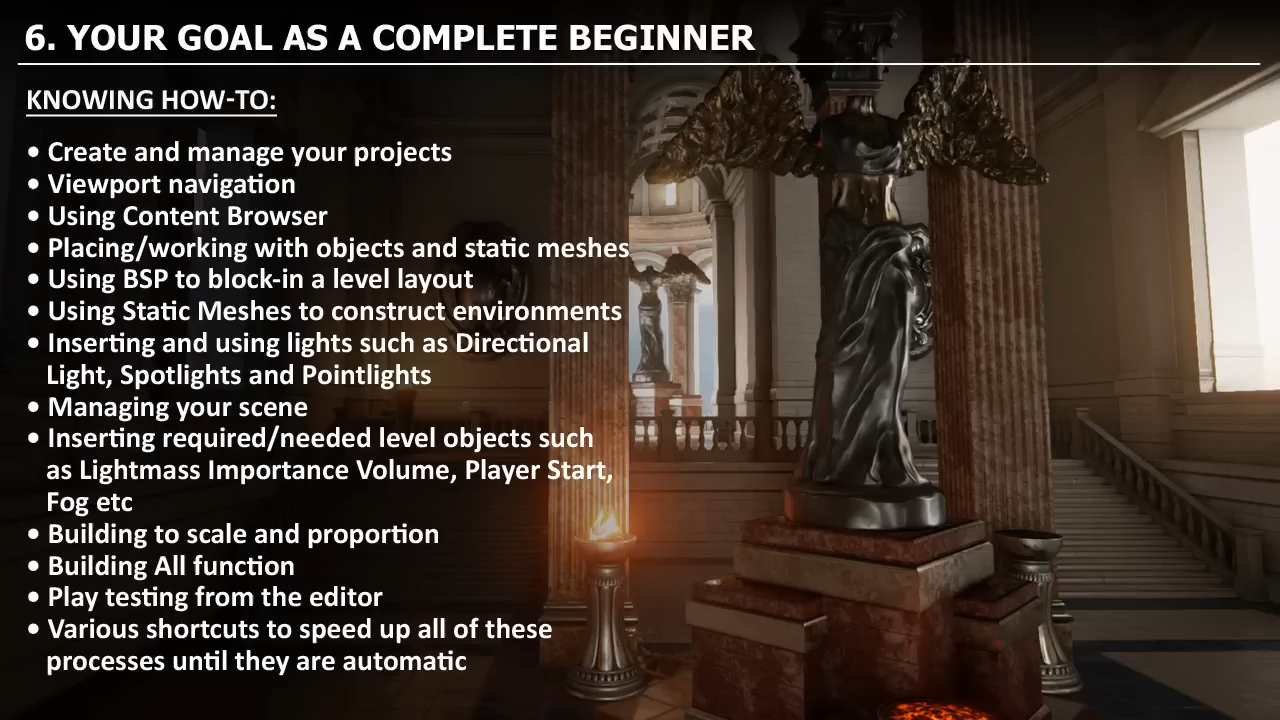 6. YOUR GOAL AS A COMPLETE BEGINNER
KNOWING HOW-TO:
• Create and manage your projects
• Viewport navigation
• Using Content Browser
• Placing/working with objects and static meshes
• Using BSP to block-in a level layout
• Using Static Meshes to construct environments
• Inserting and using lights such as Directional
Light, Spotlights and Pointlights
• Managing your scene
• Inserting required/needed level objects such
as Lightmass Importance Volume, Player Start,
Fog etc
• Building to scale and proportion
• Building All function
• Play testing from the editor
• Various shortcuts to speed up all of these
processes until they are automatic